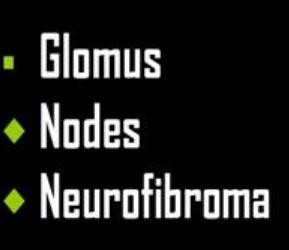 ▪ Glomus
◆ Nodes
◆ Neurofibroma